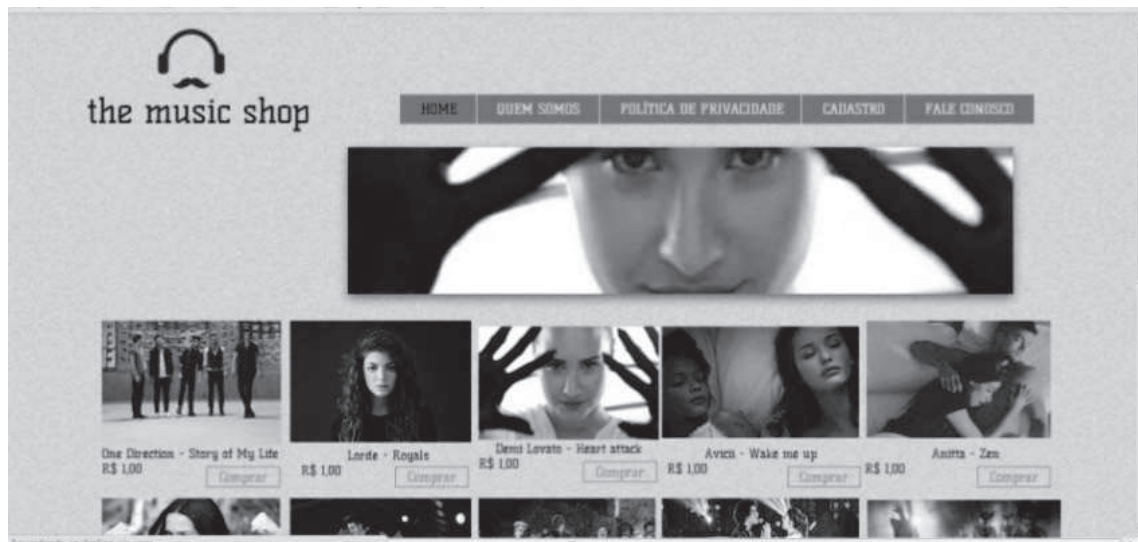 the music shop
HOME QUEM SOMOS POLÍTICA DE PRIVACIDADE CADASTRO FALE CONOSCO
One Direction - Story of My Life
R$ 1,00 Comprar
Lorde - Royals
R$ 1,00 Comprar
Demi Lovato - Heart attack
R$ 1,00 Comprar
Avicii - Wake me up
R$ 1,00 Comprar
Anitta - Zen
R$ 1,00 Comprar